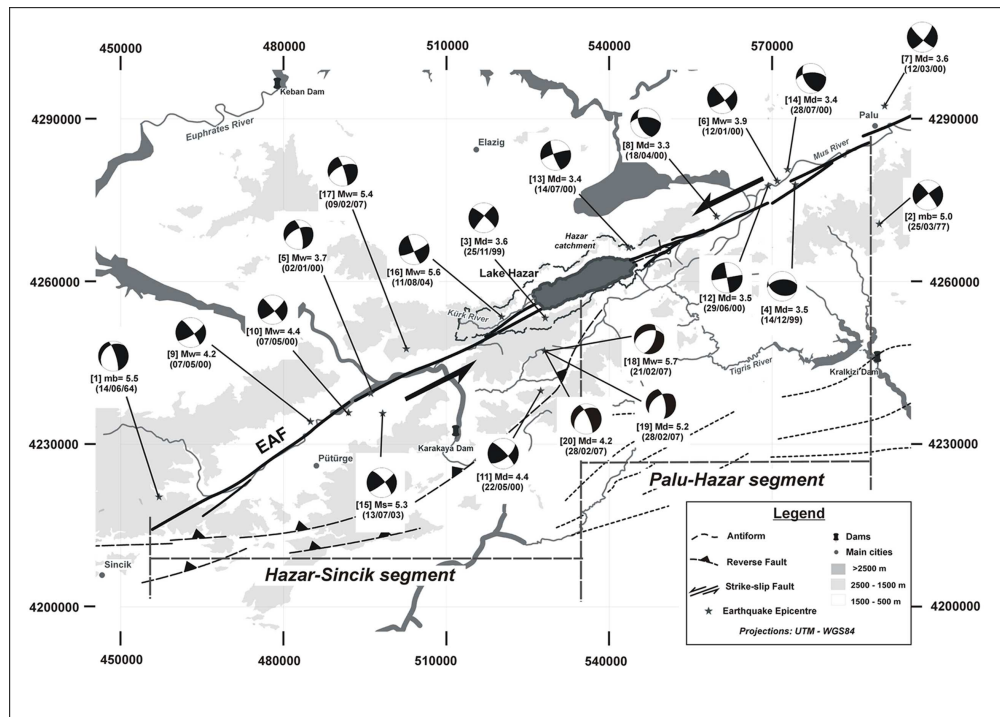 450000
480000
510000
540000
570000
[7] Md= 3.6
(12/03/00)
Keban Dam
[14] Md= 3.4
(28/07/00)
[6] Mw= 3.9
(12/01/00)
Palu
4290000
4290000
Euphrates River
Elazig
[8] Md= 3.3
(18/04/00)
Mus River
[13] Md= 3.4
(14/07/00)
[17] Mw= 5.4
(09/02/07)
[2] mb= 5.0
(25/03/77)
[3] Md= 3.6
(25/11/99)
Hazar
catchment
[5] Mw= 3.7
(02/01/00)
[16] Mw= 5.6
(11/08/04)
Lake Hazar
4260000
4260000
[12] Md= 3.5
(29/06/00)
[4] Md= 3.5
(14/12/99)
Kürk River
[10] Mw= 4.4
(07/05/00)
[9] Mw= 4.2
(07/05/00)
[18] Mw= 5.7
(21/02/07)
Tigris River
Kralkizi Dam
[1] mb= 5.5
(14/06/64)
[19] Md= 5.2
(28/02/07)
[20] Md= 4.2
(28/02/07)
EAF
4230000
4230000
Karakaya Dam
Pütürge
[11] Md= 4.4
(22/05/00)
Palu-Hazar segment
[15] Ms= 5.3
(13/07/03)
Sincik
Hazar-Sincik segment
Legend
Antiform
Dams
Main cities
Reverse Fault
>2500 m
2500 - 1500 m
Strike-slip Fault
1500 - 500 m
Earthquake Epicentre
Projections: UTM - WGS84
4200000
4200000
450000
480000
510000
540000
570000